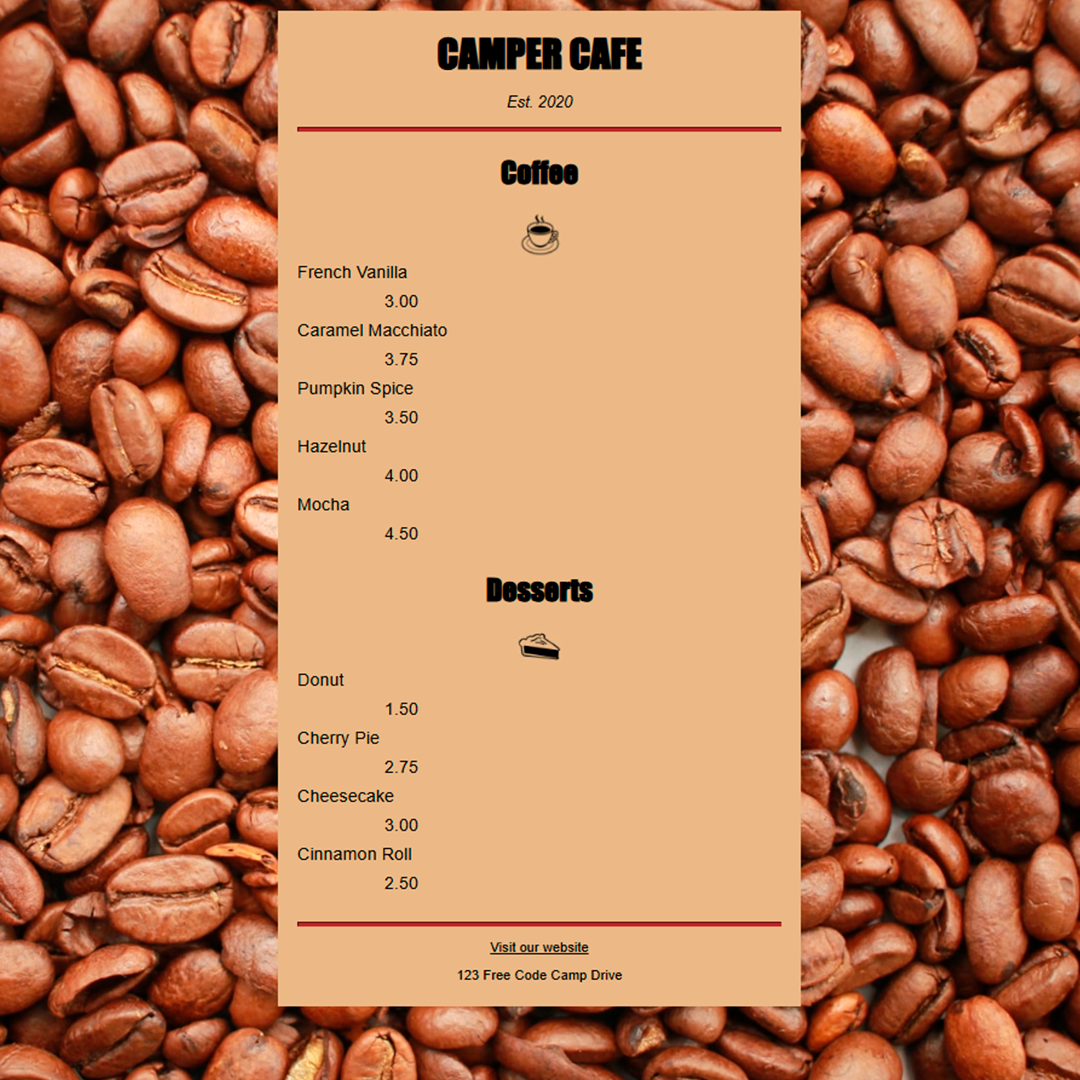 CAMPER CAFE
Est. 2020
Coffee
French Vanilla
3.00
Caramel Macchiato
3.75
Pumpkin Spice
3.50
Hazelnut
4.00
Mocha
4.50
Desserts
Donut
1.50
Cherry Pie
2.75
Cheesecake
3.00
Cinnamon Roll
2.50
Visit our website
123 Free Code Camp Drive